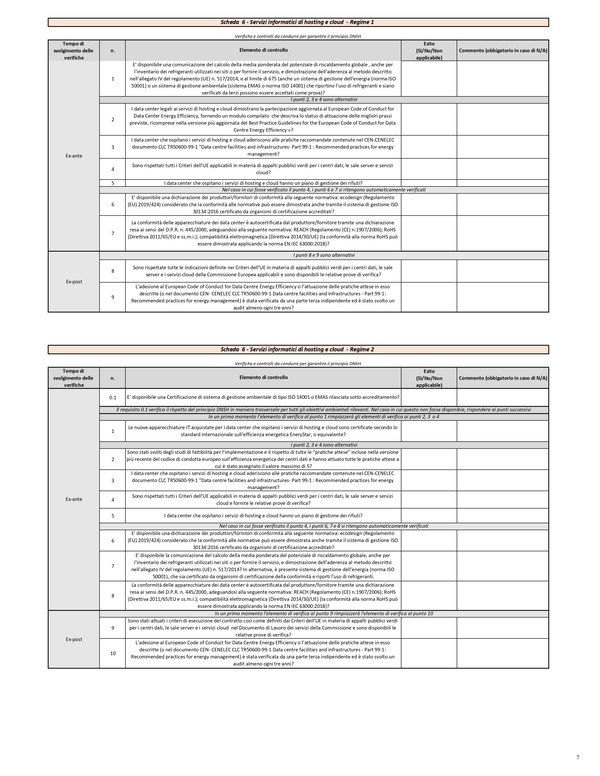 Scheda 6 - Servizi informatici di hosting e cloud - Regime 1
Verifiche e controlli da condurre per garantire il principio DNSH
Tempo di svolgimento delle verifiche
n.
Elemento di controllo
Esito (Sì/No/Non applicabile)
Commento (obbligatorio in caso di N/A)
Ex-ante
1
E' disponibile una comunicazione del calcolo della media ponderata del potenziale di riscaldamento globale , anche per
l'inventario dei refrigeranti utilizzati nei siti o per fornire il servizio, e dimostrazione dell'aderenza al metodo descritto
nell'allegato IV del regolamento (UE) n. 517/2014, e al limite di 675 (anche un sistema di gestione dell'energia (norma ISO
50001) o un sistema di gestione ambientale (sistema EMAS o norma ISO 14001) che riportino l'uso di refrigeranti e siano
verificati da terzi possono essere accettati come prova)?
I punti 2, 3 e 4 sono alternativi
2
I data center legati ai servizi di hosting e cloud dimostrano la partecipazione aggiornata al European Code of Conduct for
Data Center Energy Efficiency, fornendo un modulo compilato che descriva lo status di attuazione delle migliori prassi
previste, ricomprese nella versione più aggiornata del Best Practice Guidelines for the European Code of Conduct for Data
Centre Energy Efficiency »?
3
I data center che ospitano i servizi di hosting e cloud aderiscono alle pratiche raccomandate contenute nel CEN-CENELEC
documento CLC TR50600-99-1 "Data centre facilities and infrastructures- Part 99-1 : Recommended practices for energy
management?
4
Sono rispettati tutti i Criteri dell'UE applicabili in materia di appalti pubblici verdi per i centri dati, le sale server e i servizi
cloud?
5
I data center che ospitano i servizi di hosting e cloud hanno un piano di gestione dei rifiuti?
Nel caso in cui fosse verificato il punto 4, i punti 6 e 7 si ritengono automaticamente verificati
6
E' disponibile una dichiarazione dei produttori/fornitori di conformità alla seguente normativa: ecodesign (Regolamento
(EU) 2019/424) considerato che la conformità alle normative può essere dimostrata anche tramite il sistema di gestione ISO
30134:2016 certificato da organismi di certificazione accreditati?
7
La conformità delle apparecchiature dei data center è autocertificata dal produttore/fornitore tramite una dichiarazione
resa ai sensi del D.P.R. n. 445/2000, adeguandosi alla seguente normativa: REACH (Regolamento (CE) n.1907/2006); RoHS
(Direttiva 2011/65/EU e ss.m.i.); compatibilità elettromagnetica (Direttiva 2014/30/UE) (la conformità alla norma RoHS può
essere dimostrata applicando la norma EN IEC 63000:2018)?
Ex-post
I punti 8 e 9 sono alternativi
8
Sono rispettate tutte le indicazioni definite nei Criteri dell'UE in materia di appalti pubblici verdi per i centri dati, le sale
server e i servizi cloud della Commissione Europea applicabili e sono disponibili le relative prove di verifica?
9
L'adesione al European Code of Conduct for Data Centre Energy Efficiency o l'attuazione delle pratiche attese in esso
descritte (o nel documento CEN- CENELEC CLC TR50600-99-1 Data centre facilities and infrastructures - Part 99-1:
Recommended practices for energy management) è stata verificata da una parte terza indipendente ed è stato svolto un
audit almeno ogni tre anni?
Scheda 6 - Servizi informatici di hosting e cloud - Regime 2
Verifiche e controlli da condurre per garantire il principio DNSH
Tempo di svolgimento delle verifiche
n.
Elemento di controllo
Esito (Sì/No/Non applicabile)
Commento (obbligatorio in caso di N/A)
Ex-ante
0.1
E' disponibile una Certificazione di sistema di gestione ambientale di tipo ISO 14001 o EMAS rilasciata sotto accreditamento?
Il requisito 0.1 verifica il rispetto del principio DNSH in maniera trasversale per tutti gli obiettivi ambientali rilevanti. Nel caso in cui questo non fosse disponibile, rispondere ai punti successivi
In un primo momento l'elemento di verifica al punto 1 rimpiazzerà gli elementi di verifica ai punti 2, 3 o 4
1
Le nuove apparecchiature IT acquistate per i data center che ospitano i servizi di hosting e cloud sono certificate secondo lo
standard internazionale sull'efficienza energetica EneryStar, o equivalente?
I punti 2, 3 e 4 sono alternativi
2
Sono stati svolti degli studi di fattibilità per l'implementazione e il rispetto di tutte le "pratiche attese" incluse nella versione
più recente del codice di condotta europeo sull'efficienza energetica dei centri dati e hanno attuato tutte le pratiche attese a
cui è stato assegnato il valore massimo di 5?
3
I data center che ospitano i servizi di hosting e cloud aderiscono alle pratiche raccomandate contenute nel CEN-CENELEC
documento CLC TR50600-99-1 "Data centre facilities and infrastructures- Part 99-1 : Recommended practices for energy
management?
4
Sono rispettati tutti i Criteri dell'UE applicabili in materia di appalti pubblici verdi per i centri dati, le sale server e servizi
cloud e fornite le relative prove di verifica?
5
I data center che ospitano i servizi di hosting e cloud hanno un piano di gestione dei rifiuti?
Nel caso in cui fosse verificato il punto 4, i punti 6, 7 e 8 si ritengono automaticamente verificati
6
E' disponibile una dichiarazione dei produttori/fornitori di conformità alla seguente normativa: ecodesign (Regolamento
(EU) 2019/424) considerato che la conformità alle normative può essere dimostrata anche tramite il sistema di gestione ISO
30134:2016 certificato da organismi di certificazione accreditati?
7
E' disponibile la comunicazione del calcolo della media ponderata del potenziale di riscaldamento globale, anche per
l'inventario dei refrigeranti utilizzati nei siti o per fornire il servizio, e dimostrazione dell'aderenza al metodo descritto
nell'allegato IV del regolamento (UE) n. 517/2014? In alternativa, è presente sistema di gestione dell'energia (norma ISO
50001), che sia certificato da organismi di certificazione della conformità e riporti l'uso di refrigeranti.
8
La conformità delle apparecchiature dei data center è autocertificata dal produttore/fornitore tramite una dichiarazione
resa ai sensi del D.P.R. n. 445/2000, adeguandosi alla seguente normativa: REACH (Regolamento (CE) n.1907/2006); RoHS
(Direttiva 2011/65/EU e ss.m.i.); compatibilità elettromagnetica (Direttiva 2014/30/UE) (la conformità alla norma RoHS può
essere dimostrata applicando la norma EN IEC 63000:2018)?
Ex-post
In un primo momento l'elemento di verifica al punto 9 rimpiazzerà l'elemento di verifica al punto 10
9
Sono stati attuati i criteri di esecuzione del contratto così come definiti dai Criteri dell'UE in materia di appalti pubblici verdi
per i centri dati, le sale server e i servizi cloud nel Documento di Lavoro dei servizi della Commissione e sono disponibili le
relative prove di verifica?
10
L'adesione al European Code of Conduct for Data Centre Energy Efficiency o l'attuazione delle pratiche attese in esso
descritte (o nel documento CEN- CENELEC CLC TR50600-99-1 Data centre facilities and infrastructures - Part 99-1:
Recommended practices for energy management) è stata verificata da una parte terza indipendente ed è stato svolto un
audit almeno ogni tre anni?
7